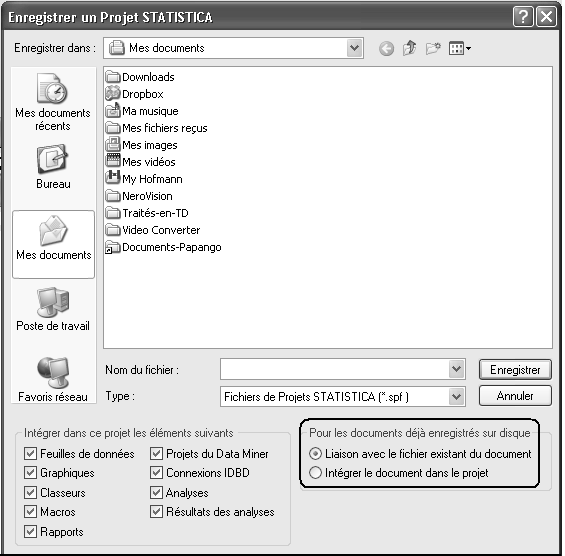 Enregistrer un Projet STATISTICA
Enregistrer dans :
Mes documents
Mes documents
récents
Bureau
Mes documents
Poste de travail
Favoris réseau
Downloads
Dropbox
Ma musique
Mes fichiers reçus
Mes images
Mes vidéos
My Hofmann
NeroVision
Traités-en-TD
Video Converter
Documents-Papango
Nom du fichier :
Enregistrer
Type :
Fichiers de Projets STATISTICA (*.spf )
Annuler
Intégrer dans ce projet les éléments suivants
Feuilles de données
Projets du Data Miner
Graphiques
Connexions IDBD
Classeurs
Analyses
Macros
Résultats des analyses
Rapports
Pour les documents déjà enregistrés sur disque
Liaison avec le fichier existant du document
Intégrer le document dans le projet